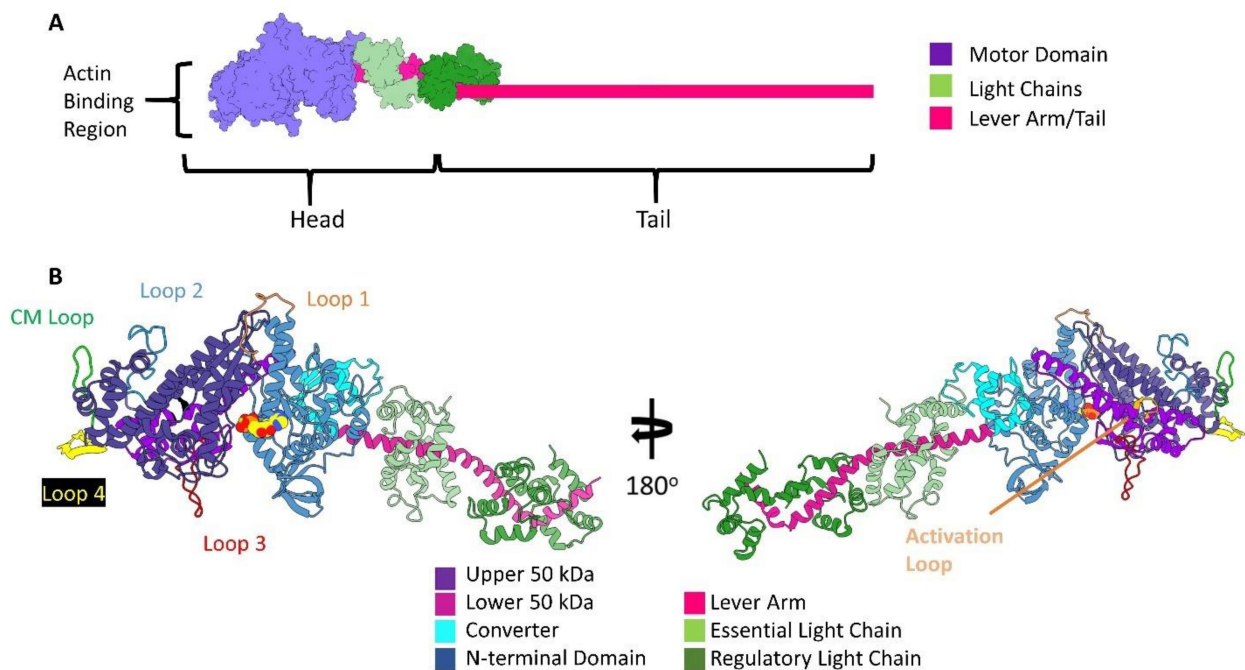 A
Actin
Binding
Region
Motor Domain
Light Chains
Lever Arm/Tail
Head
Tail
B
Loop 2
Loop 1
CM Loop
Loop 4
Loop 3
180°
Activation
Loop
Upper 50 kDa
Lower 50 kDa
Converter
N-terminal Domain
Lever Arm
Essential Light Chain
Regulatory Light Chain